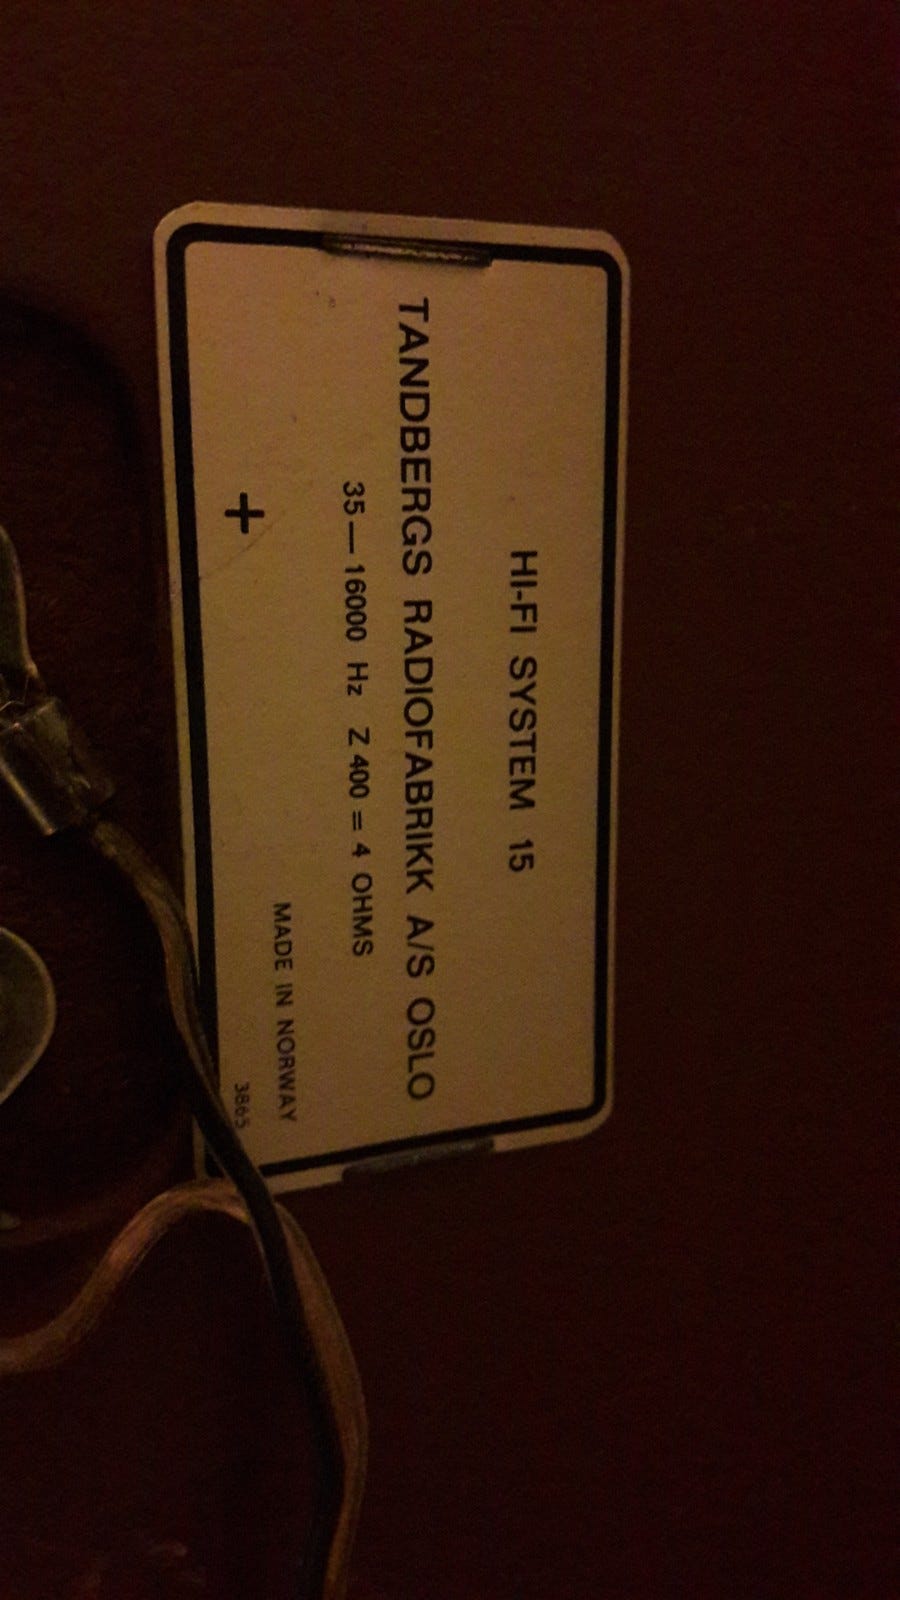 HI-FI SYSTEM 15
TANDBERGS RADIOFABRIKK A/S OSLO
35—16000 Hz Z 400 = 4 OHMS
MADE IN NORWAY
+
3865